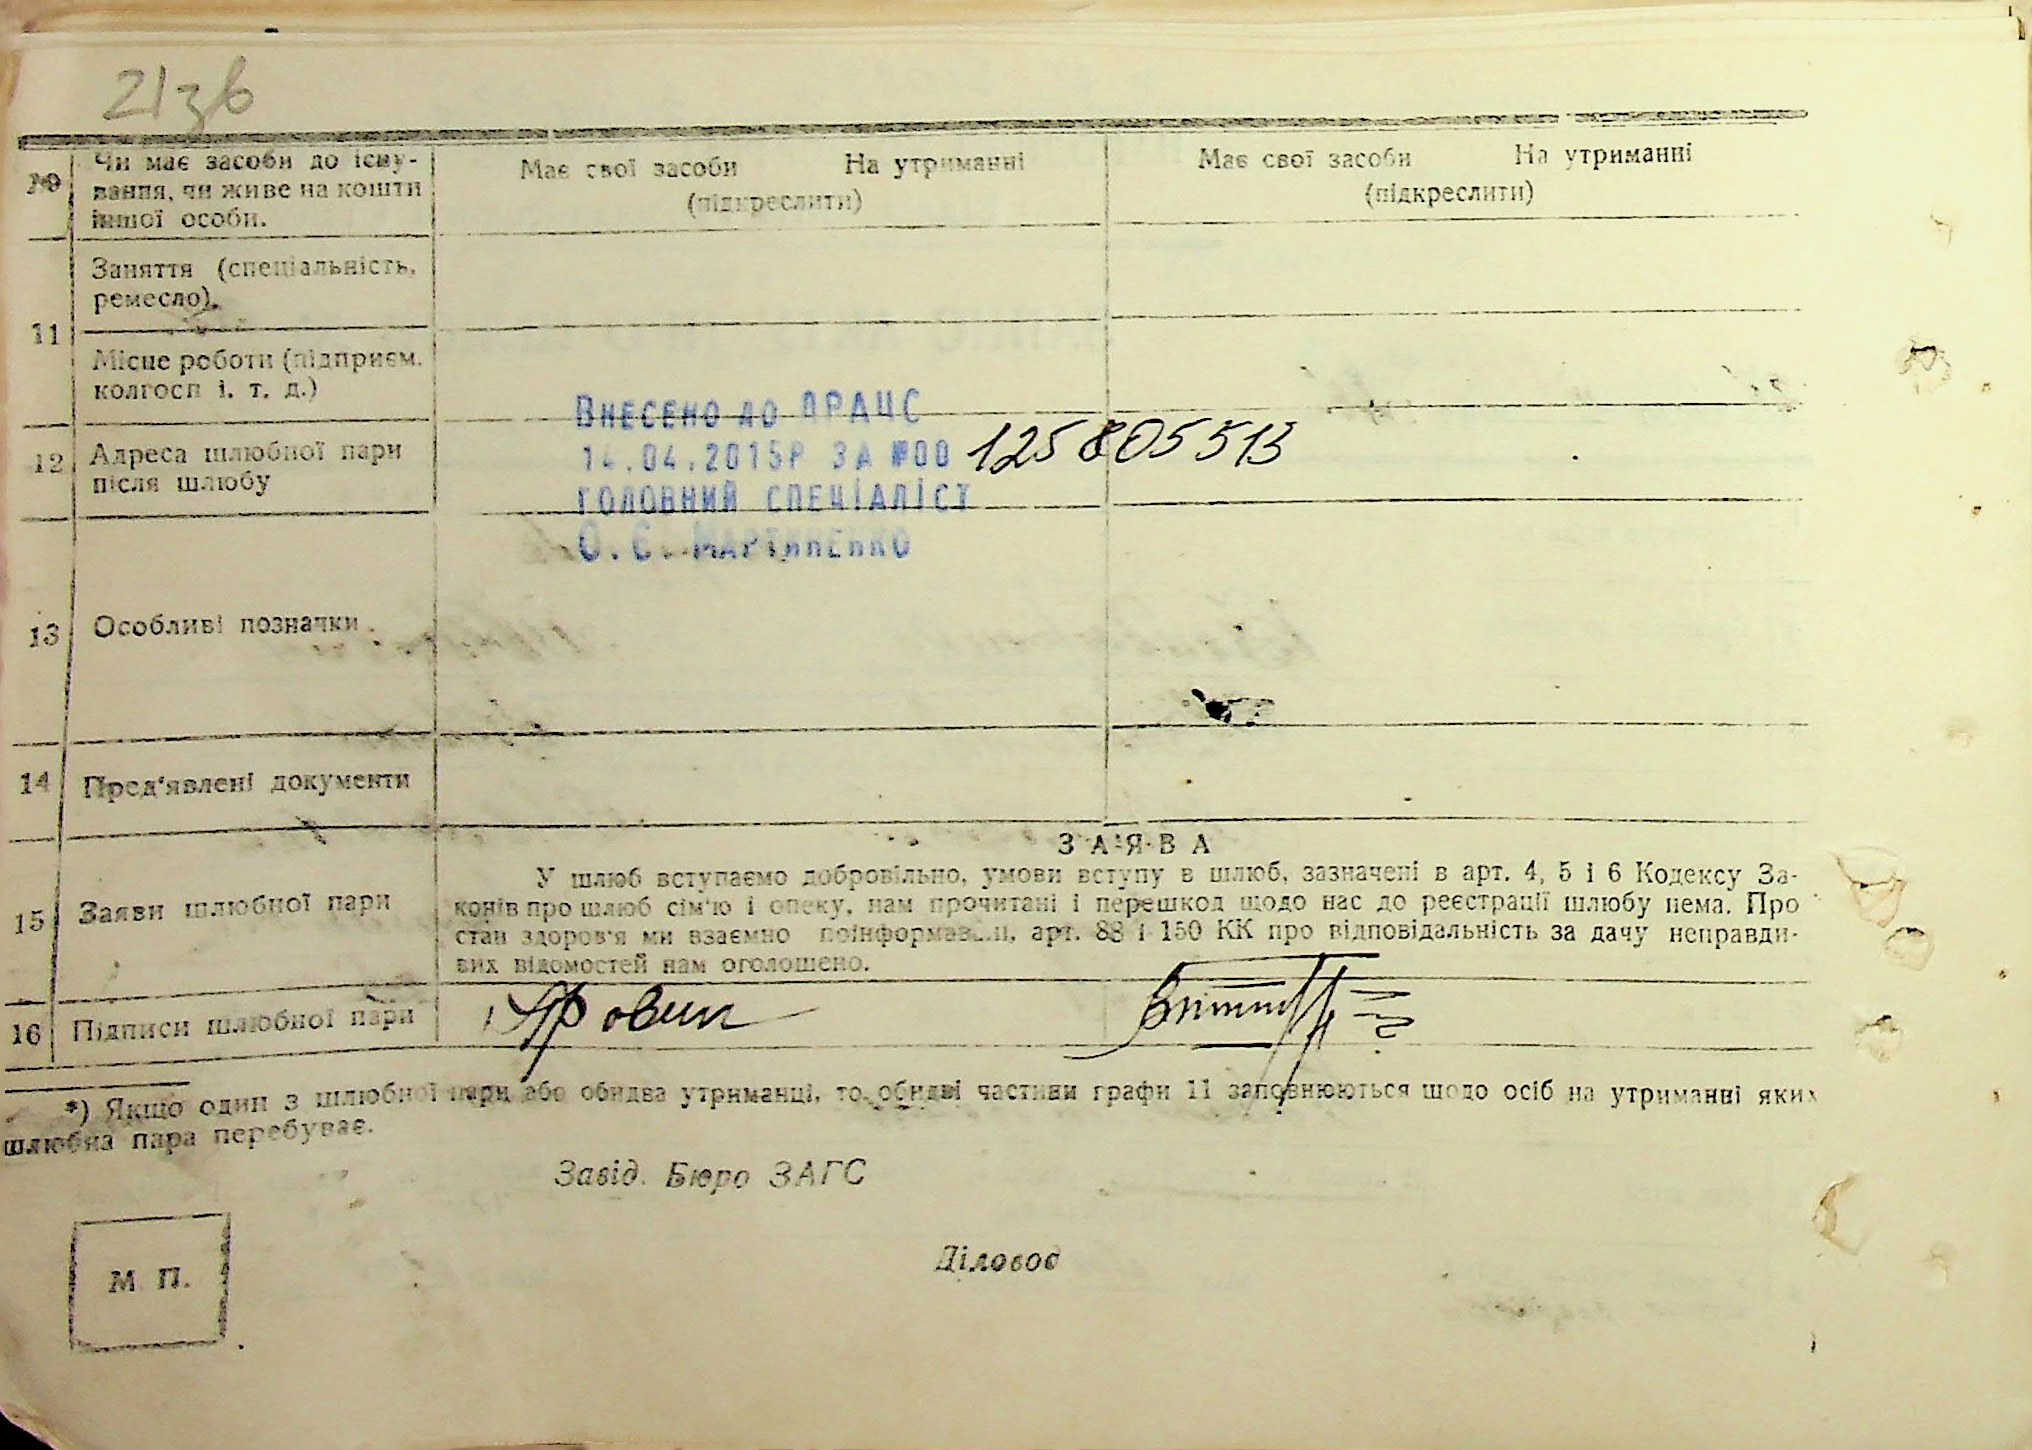 21зв
№9
Чи має засоби до існу-
вання, чи живе на кошти
іншої особи.
Має свої засоби На утриманні
(підкреслити)
Має свої засоби На утриманні
(підкреслити)
11
Заняття (спеціальність,
ремесло).
Місце роботи (підприєм.
колгосп і. т. д.)
12
Адреса шлюбної пари
після шлюбу
Внесено до ДРАЦС
14.04.2015р за №00 125805513
головний спеціаліст
О.Є. Мартиненко
13
Особливі позначки
14
Пред'явлені документи
15
Заяви шлюбної пари
ЗАЯВА
У шлюб вступаємо добровільно, умови вступу в шлюб, зазначені в арт. 4, 5 і 6 Кодексу За-
конів про шлюб сім'ю і опеку, нам прочитані і перешкод щодо нас до реєстрації шлюбу нема. Про
стан здоров'я ми взаємно поінформовані, арт. 88 і 150 КК про відповідальність за дачу неправди-
вих відомостей нам оголошено.
16
Підписи шлюбної пари
*) Якщо один з шлюбної пари або обидва утриманці, то обидві частини графи 11 заповнюються щодо осіб на утриманні яких
шлюбна пара перебуває.
Завід. Бюро ЗАГС
Діловод
М. П.